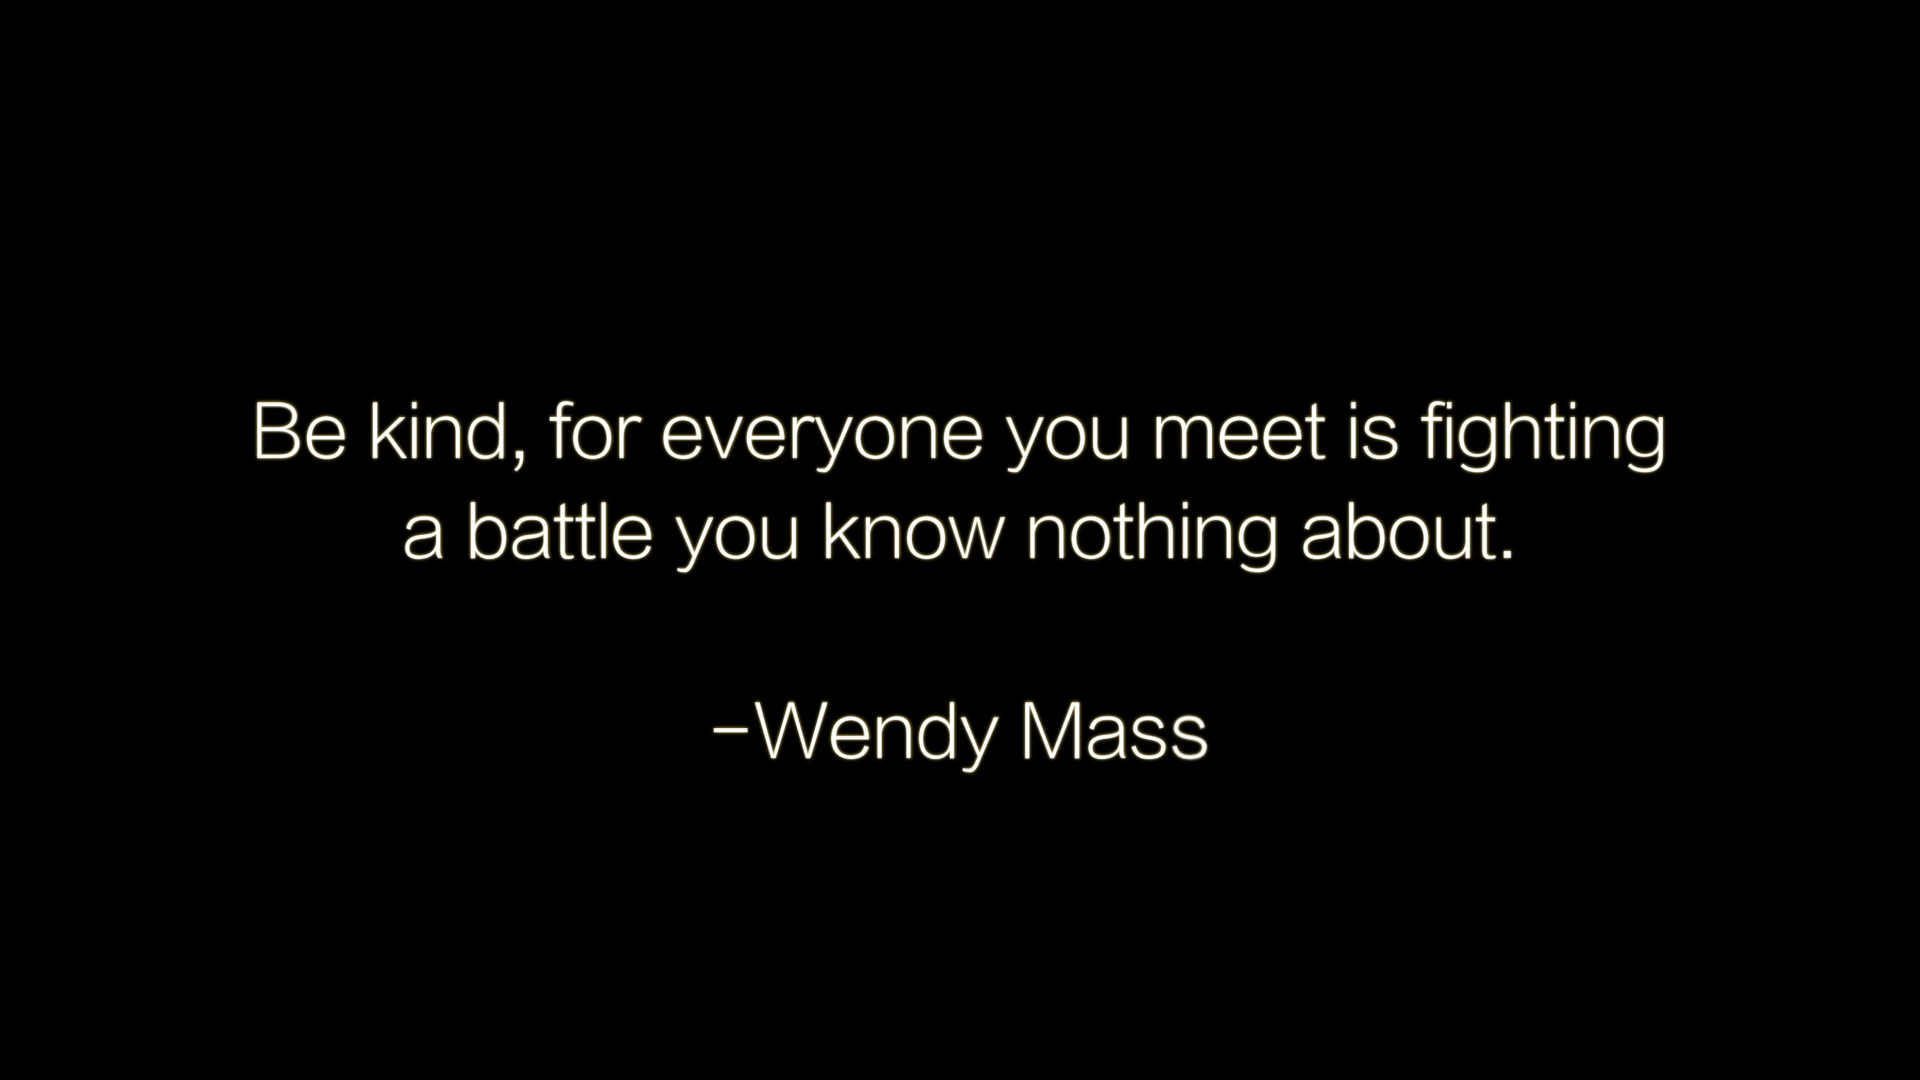 Be kind, for everyone you meet is fighting
a battle you know nothing about.
-Wendy Mass